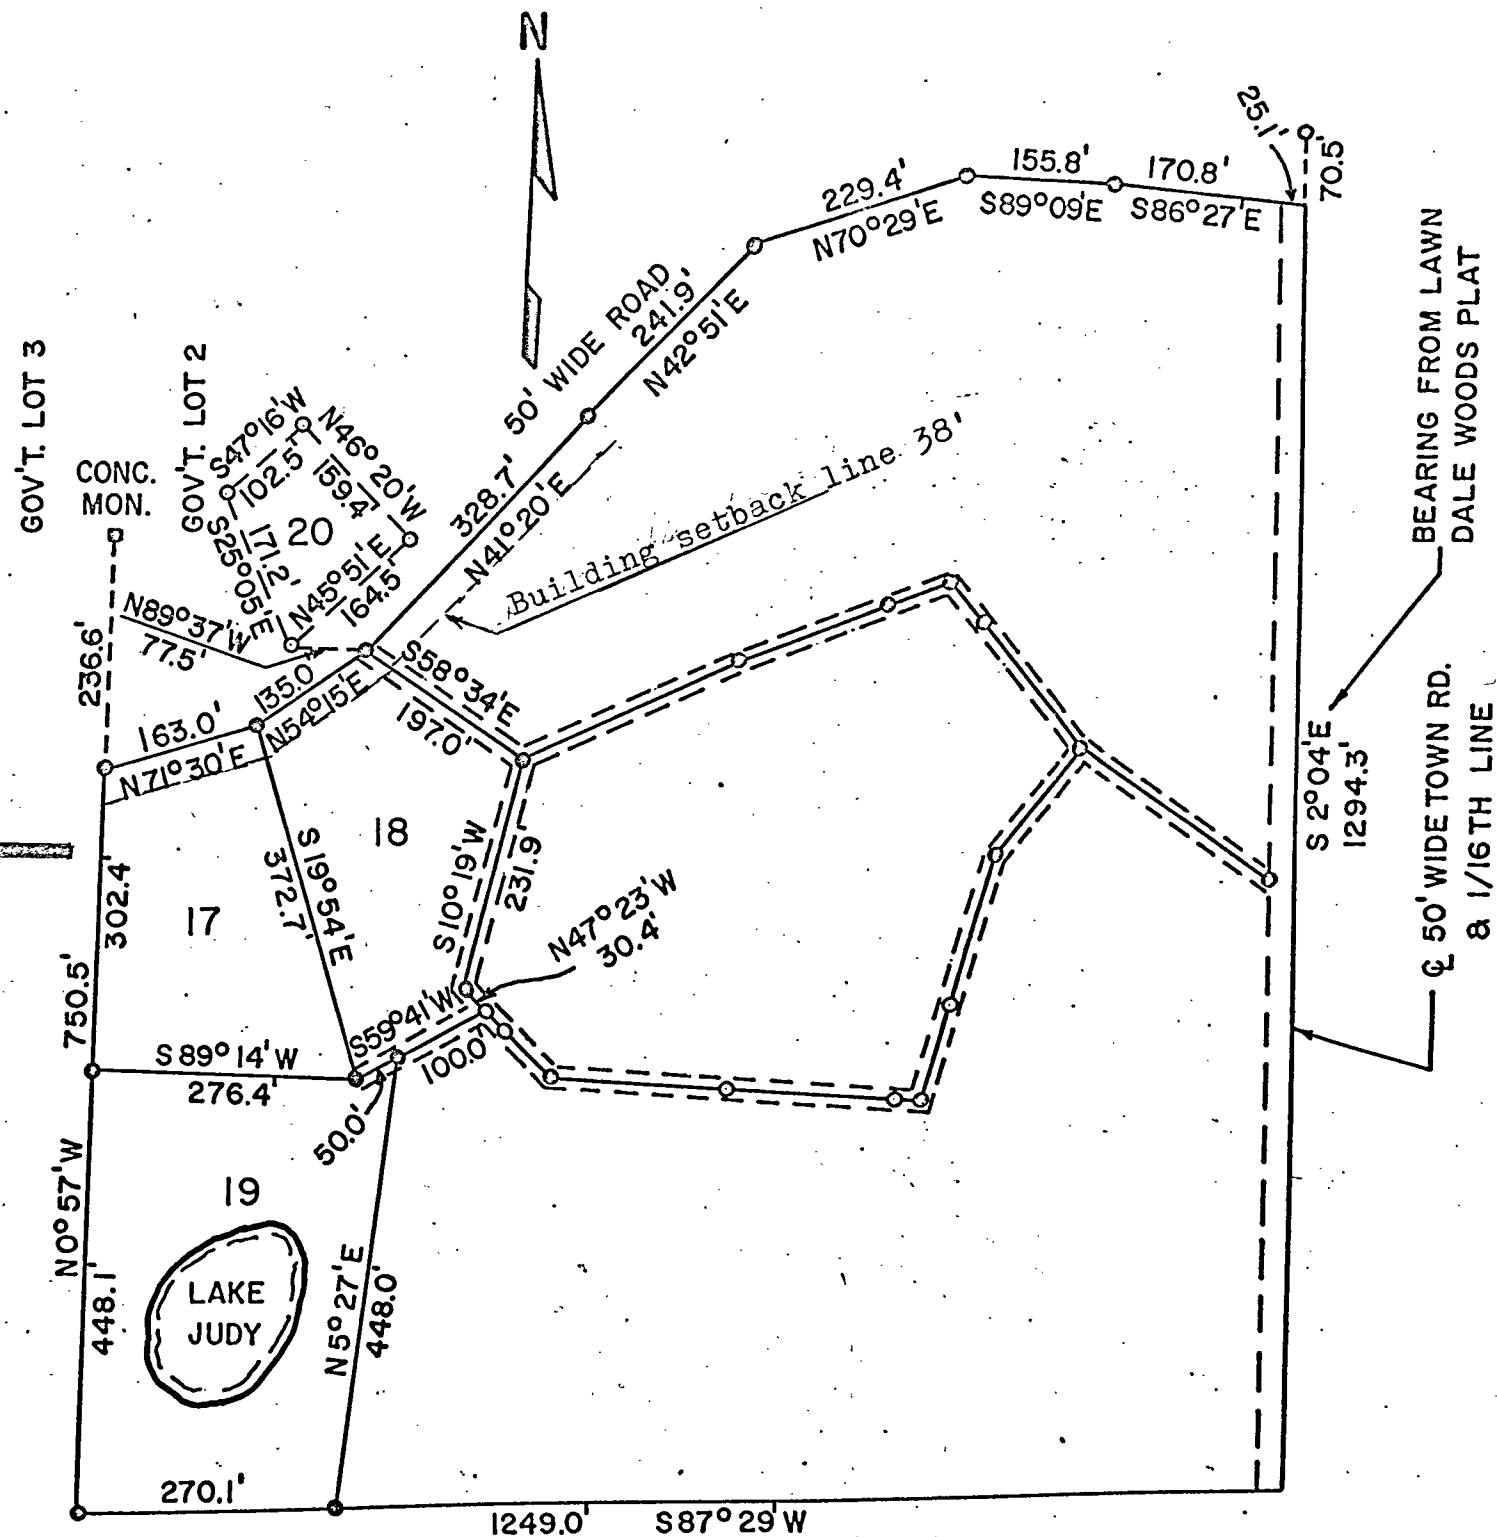 N
25.1'
70.5'
229.4'
N70°29'E
155.8'
S89°09'E
170.8'
S86°27'E
50' WIDE ROAD
241.9'
N42°51'E
328.7'
N41°20'E
Building setback line 38'
GOV'T. LOT 3
GOV'T. LOT 2
CONC.
MON.
S47°16'W
102.5'
N46°20'W
159.4'
20
S25°05'E
171.2'
N45°51'E
164.5'
N89°37'W
77.5'
236.6'
135.0'
N54°15'E
163.0'
N71°30'E
S58°34'E
197.0'
BEARING FROM LAWN
DALE WOODS PLAT
S 2°04'E
1294.3'
℄ 50' WIDE TOWN RD.
& 1/16TH LINE
18
S19°54'E
372.7'
S10°19'W
231.9'
17
302.4'
750.5'
N47°23'W
30.4'
S59°41'W
100.0'
50.0'
S89°14'W
276.4'
19
N0°57'W
448.1'
LAKE
JUDY
N5°27'E
448.0'
270.1'
1249.0' S87°29'W